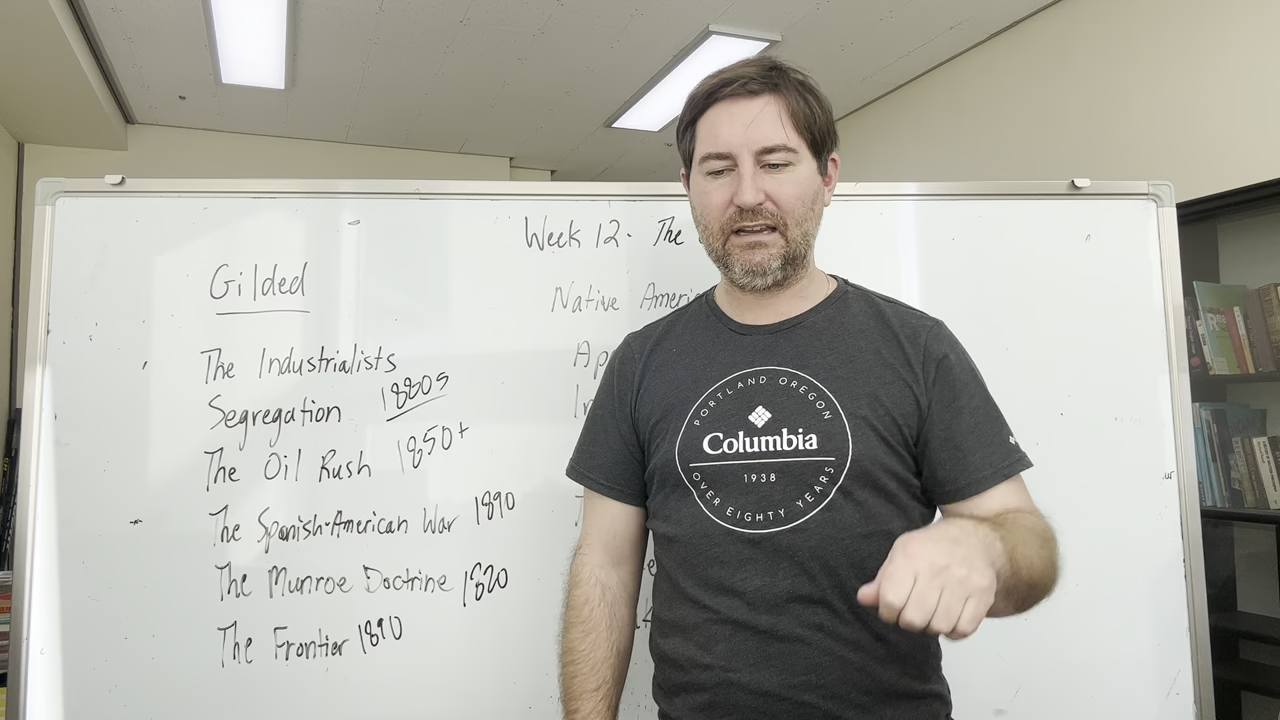 Week 12. The
Gilded
Native Americ
The Industrialists
Segregation 1880s
The Oil Rush 1850+
The Spanish-American War 1890
The Munroe Doctrine 1820
The Frontier 1890
PORTLAND OREGON
Columbia
1938
OVER EIGHTY YEARS